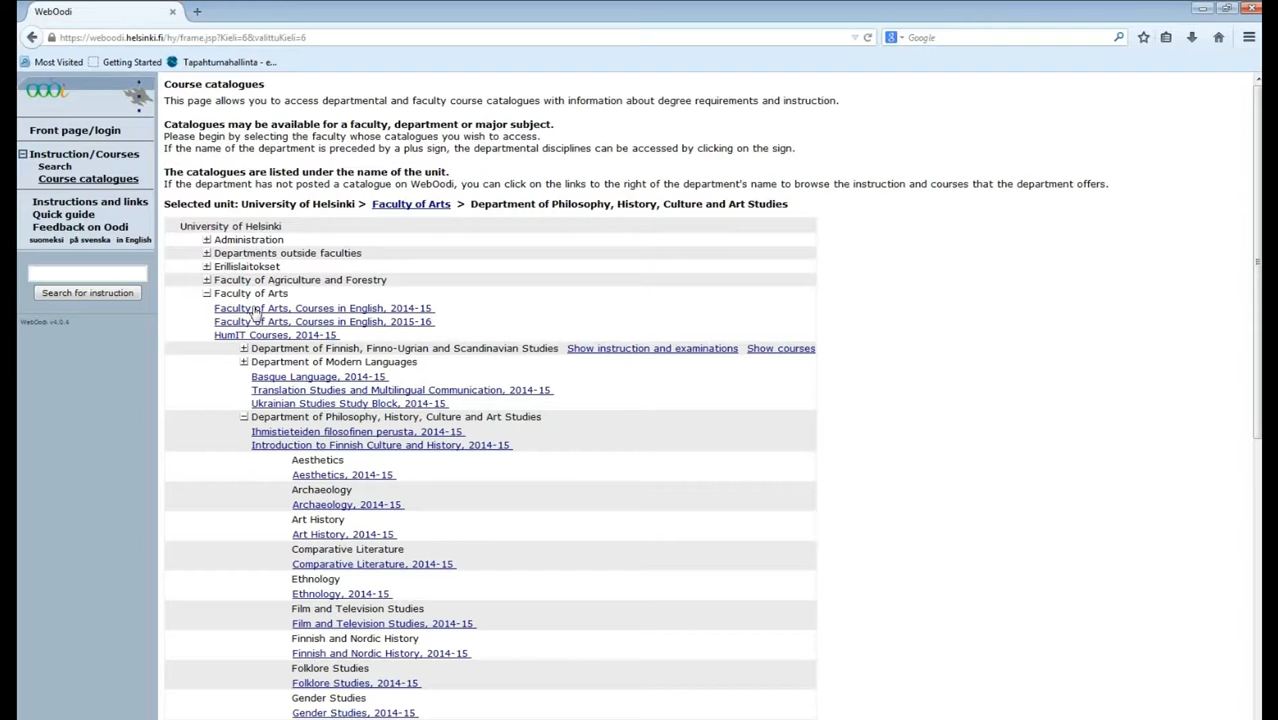 WebOodi
https://weboodi.helsinki.fi/hy/frame.jsp?Kieli=6&valittuKieli=6
Google
Most Visited
Getting Started
Tapahtumahallinta - e...
oodi
Front page/login
Instruction/Courses
Search
Course catalogues
Instructions and links
Quick guide
Feedback on Oodi
suomeksi på svenska in English
Search for instruction
WebOodi v4.0.4
Course catalogues
This page allows you to access departmental and faculty course catalogues with information about degree requirements and instruction.
Catalogues may be available for a faculty, department or major subject.
Please begin by selecting the faculty whose catalogues you wish to access.
If the name of the department is preceded by a plus sign, the departmental disciplines can be accessed by clicking on the sign.
The catalogues are listed under the name of the unit.
If the department has not posted a catalogue on WebOodi, you can click on the links to the right of the department's name to browse the instruction and courses that the department offers.
Selected unit: University of Helsinki > Faculty of Arts > Department of Philosophy, History, Culture and Art Studies
University of Helsinki
Administration
Departments outside faculties
Erillislaitokset
Faculty of Agriculture and Forestry
Faculty of Arts
Faculty of Arts, Courses in English, 2014-15
Faculty of Arts, Courses in English, 2015-16
HumIT Courses, 2014-15
Department of Finnish, Finno-Ugrian and Scandinavian Studies Show instruction and examinations Show courses
Department of Modern Languages
Basque Language, 2014-15
Translation Studies and Multilingual Communication, 2014-15
Ukrainian Studies Study Block, 2014-15
Department of Philosophy, History, Culture and Art Studies
Ihmistieteiden filosofinen perusta, 2014-15
Introduction to Finnish Culture and History, 2014-15
Aesthetics
Aesthetics, 2014-15
Archaeology
Archaeology, 2014-15
Art History
Art History, 2014-15
Comparative Literature
Comparative Literature, 2014-15
Ethnology
Ethnology, 2014-15
Film and Television Studies
Film and Television Studies, 2014-15
Finnish and Nordic History
Finnish and Nordic History, 2014-15
Folklore Studies
Folklore Studies, 2014-15
Gender Studies
Gender Studies, 2014-15